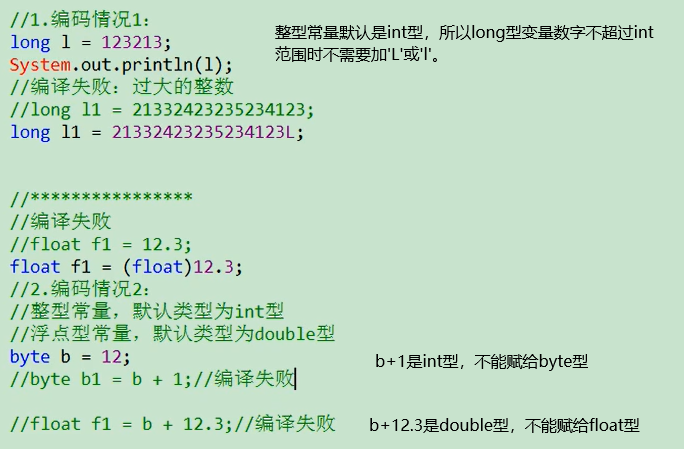 //1.编码情况1：
long l = 123213;
System.out.println(l);
整型常量默认是int型，所以long型变量数字不超过int
范围时不需要加'L'或'l'。
//编译失败：过大的整数
//long l1 = 21332423235234123;
long l1 = 21332423235234123L;
//****************
//编译失败
//float f1 = 12.3;
float f1 = (float)12.3;
//2.编码情况2：
//整型常量，默认类型为int型
//浮点型常量，默认类型为double型
byte b = 12;
//byte b1 = b + 1;//编译失败
b+1是int型，不能赋给byte型
//float f1 = b + 12.3;//编译失败
b+12.3是double型，不能赋给float型